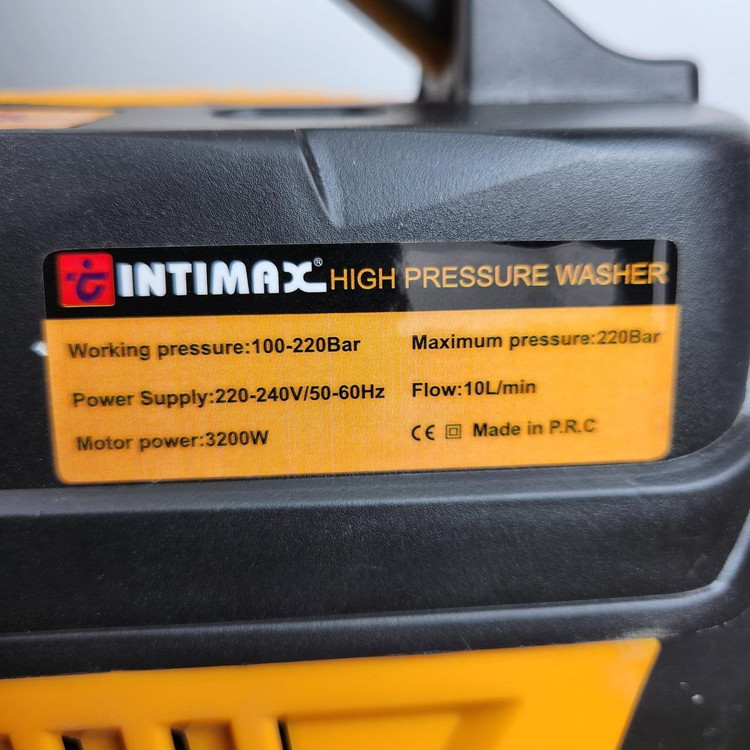 INTIMAX® HIGH PRESSURE WASHER
Working pressure:100-220Bar
Maximum pressure:220Bar
Power Supply:220-240V/50-60Hz
Flow:10L/min
Motor power:3200W
CE Made in P.R.C